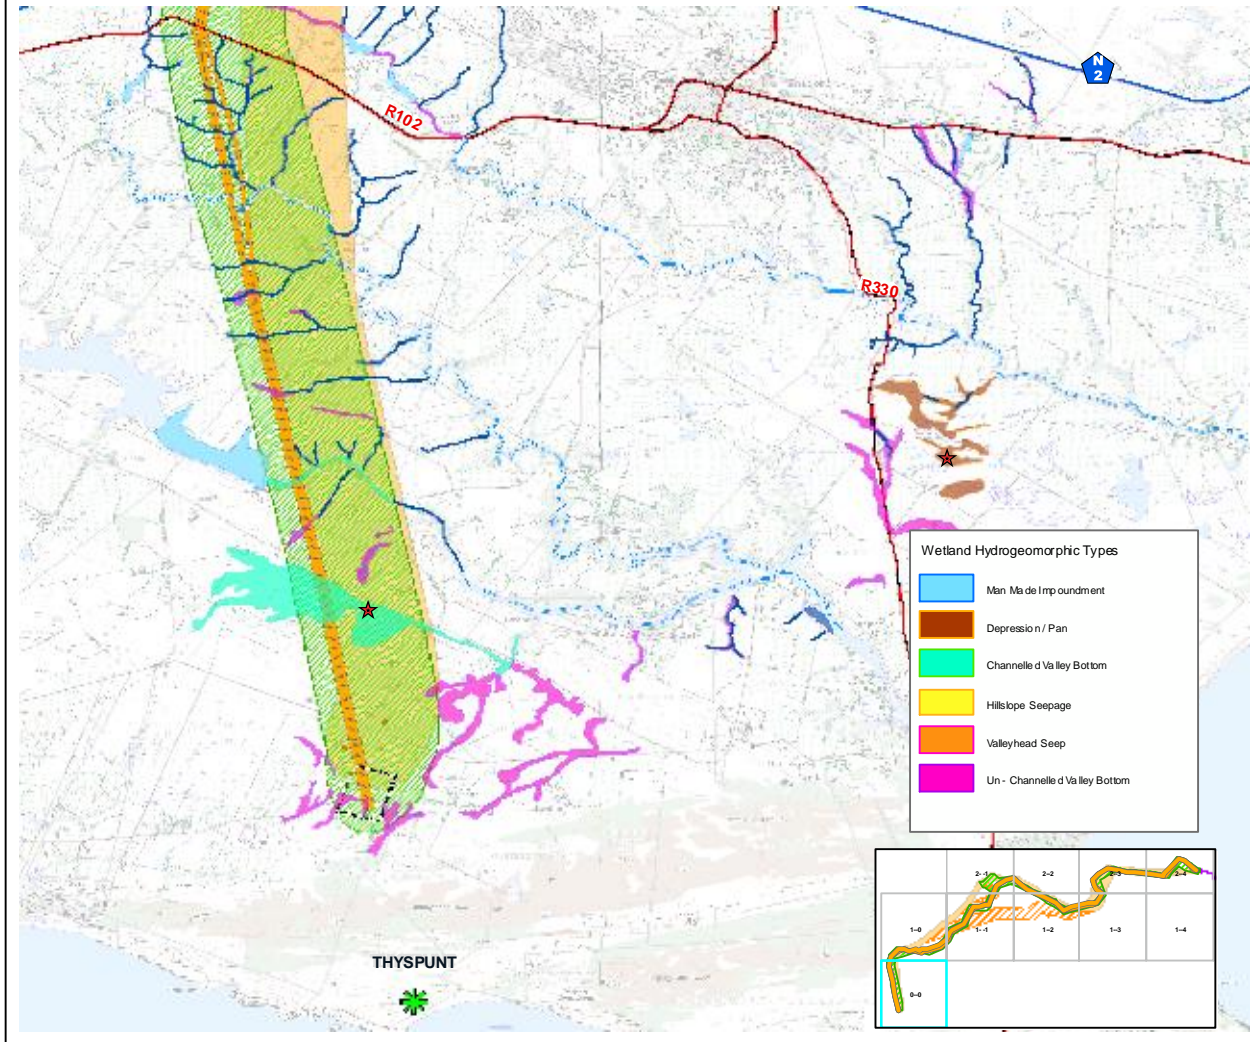 N
2
R102
R330
Wetland Hydrogeomorphic Types
Man Made Impoundment
Depression / Pan
Channelled Valley Bottom
Hillslope Seepage
Valleyhead Seep
Un - Channelled Valley Bottom
THYSPUNT
2--1
2--2
2--3
2--4
1--0
1--1
1--2
1--3
1--4
0--0